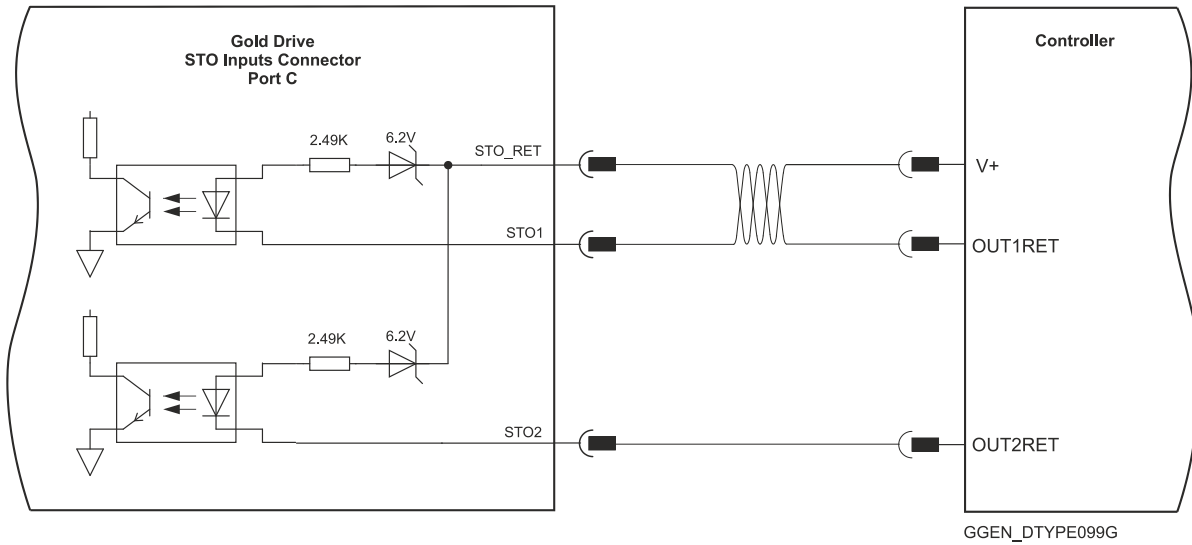 Gold Drive
STO Inputs Connector
Port C
Controller
2.49K
6.2V
STO_RET
V+
STO1
OUT1RET
2.49K
6.2V
STO2
OUT2RET
GGEN_DTYPE099G